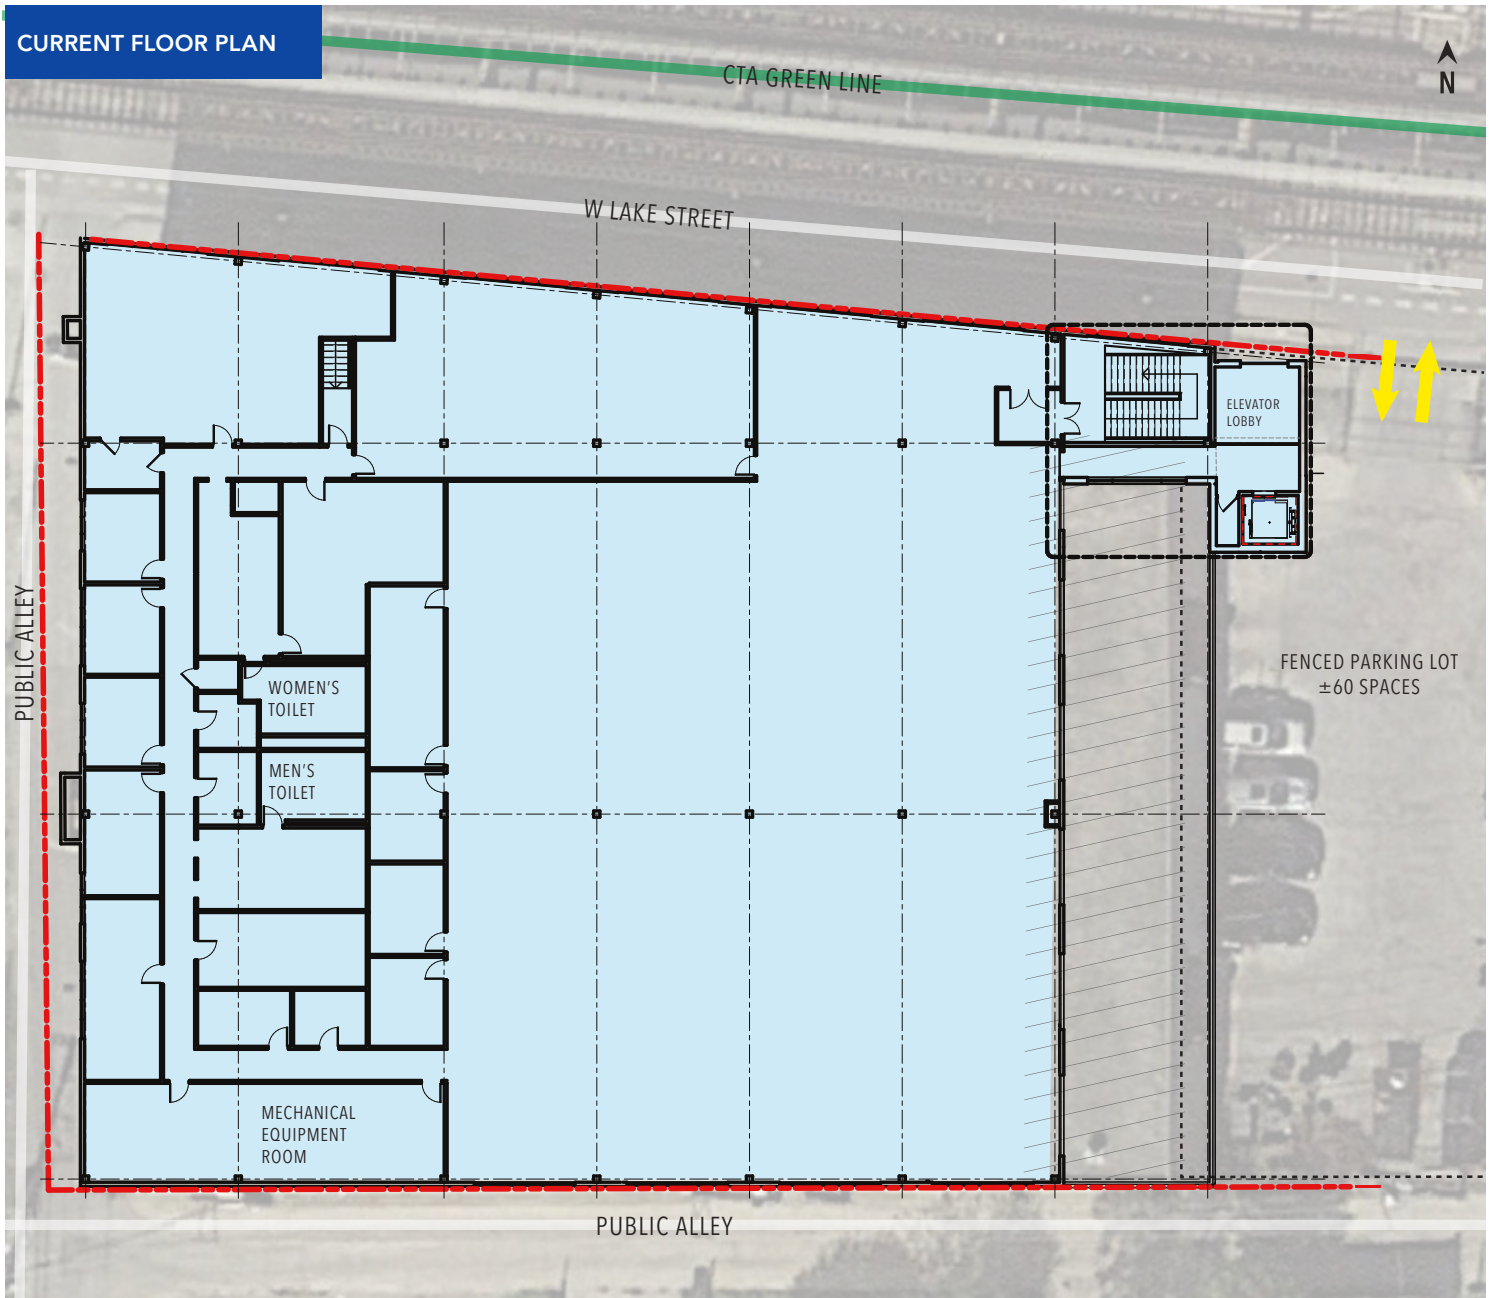 CURRENT FLOOR PLAN
CTA GREEN LINE
N
W LAKE STREET
ELEVATOR
LOBBY
PUBLIC ALLEY
FENCED PARKING LOT
±60 SPACES
WOMEN'S
TOILET
MEN'S
TOILET
MECHANICAL
EQUIPMENT
ROOM
PUBLIC ALLEY